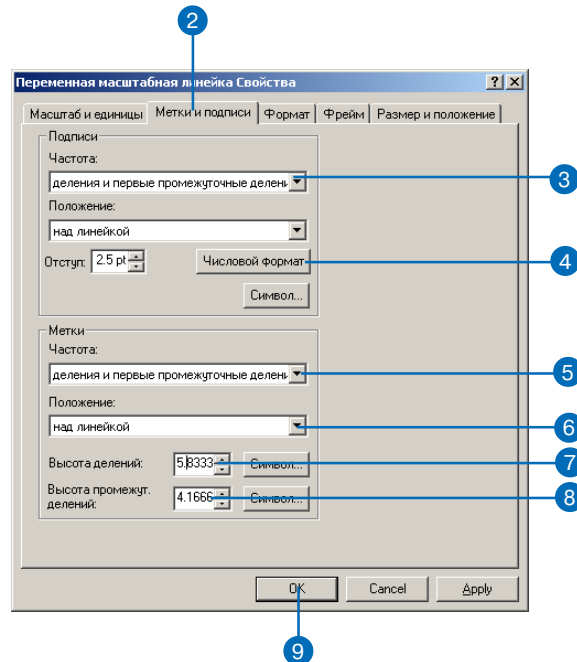 2
Переменная масштабная линейка Свойства
Масштаб и единицы Метки и подписи Формат Фрейм Размер и положение
Подписи
Частота:
деления и первые промежуточные делени
3
Положение:
над линейкой
Отступ: 2.5 pt Числовой формат
4
Символ...
Метки
Частота:
деления и первые промежуточные делени
5
Положение:
над линейкой
6
Высота делений: 5.8333 Символ...
7
Высота промежут.
делений: 4.1666 Символ...
8
OK Cancel Apply
9